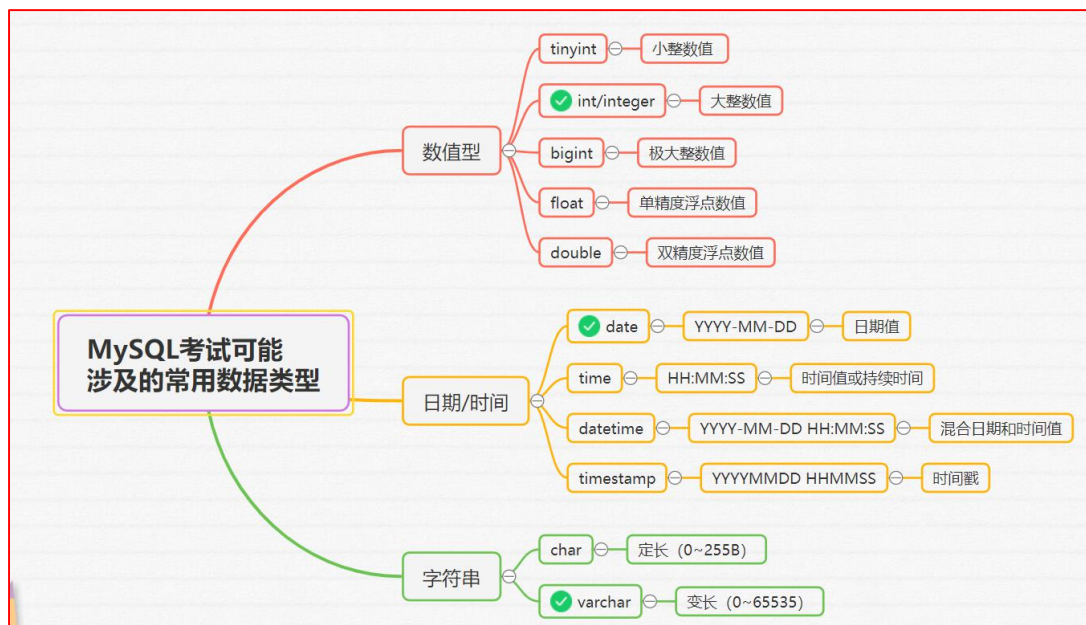 MySQL考试可能
涉及的常用数据类型
数值型
tinyint 小整数值
int/integer 大整数值
bigint 极大整数值
float 单精度浮点数值
double 双精度浮点数值
日期/时间
date YYYY-MM-DD 日期值
time HH:MM:SS 时间值或持续时间
datetime YYYY-MM-DD HH:MM:SS 混合日期和时间值
timestamp YYYYMMDD HHMMSS 时间戳
字符串
char 定长（0~255B）
varchar 变长（0~65535）